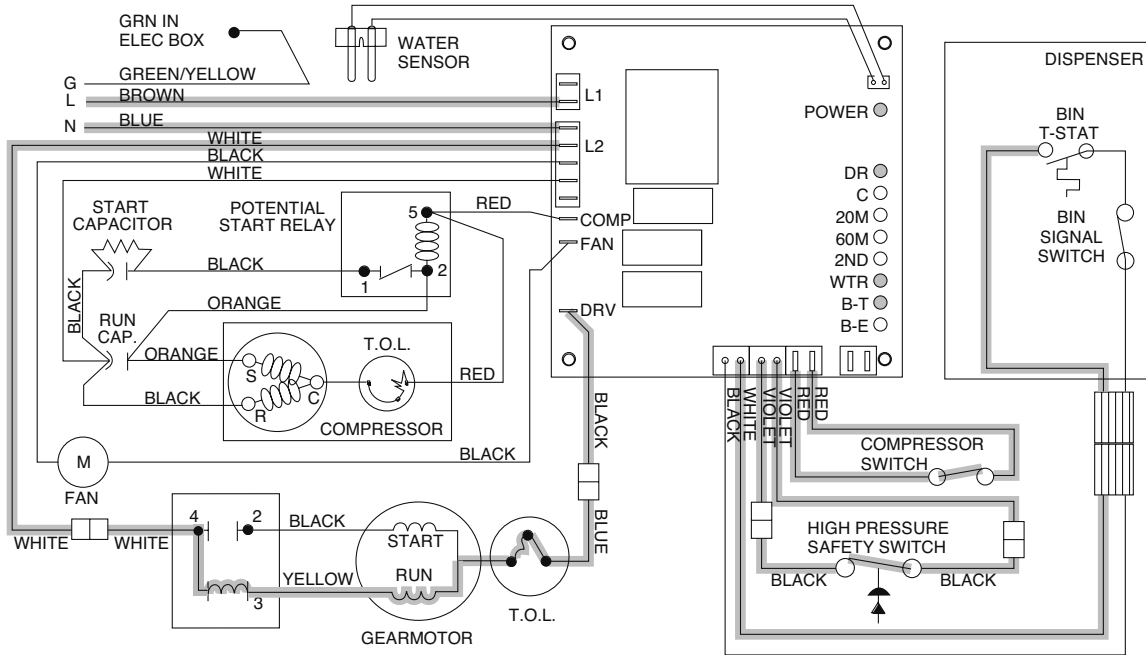 GRN IN
ELEC BOX
WATER
SENSOR
DISPENSER
G
GREEN/YELLOW
L
BROWN
L1
POWER
BIN
T-STAT
N
BLUE
WHITE
L2
BLACK
WHITE
DR
C
20M
60M
2ND
WTR
B-T
B-E
BIN
SIGNAL
SWITCH
START
CAPACITOR
POTENTIAL
START RELAY
5
RED
COMP
FAN
DRV
BLACK
1
2
BLACK
ORANGE
RUN
CAP.
ORANGE
S
T.O.L.
C
RED
BLACK
R
COMPRESSOR
BLACK
WHITE
VIOLET
VIOLET
RED
RED
COMPRESSOR
SWITCH
M
FAN
BLACK
BLACK
4
2
BLACK
START
BLUE
WHITE
WHITE
YELLOW
RUN
3
GEARMOTOR
T.O.L.
HIGH PRESSURE
SAFETY SWITCH
BLACK
BLACK